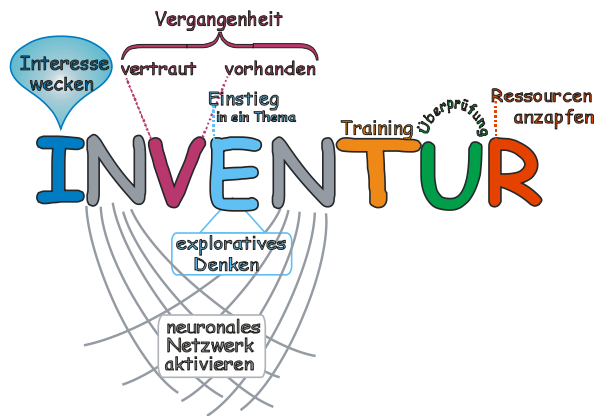 Vergangenheit
Interesse
wecken
vertraut
vorhanden
Einstieg
in ein Thema
Training
Überprüfung
Ressourcen
anzapfen
INVENTUR
exploratives
Denken
neuronales
Netzwerk
aktivieren